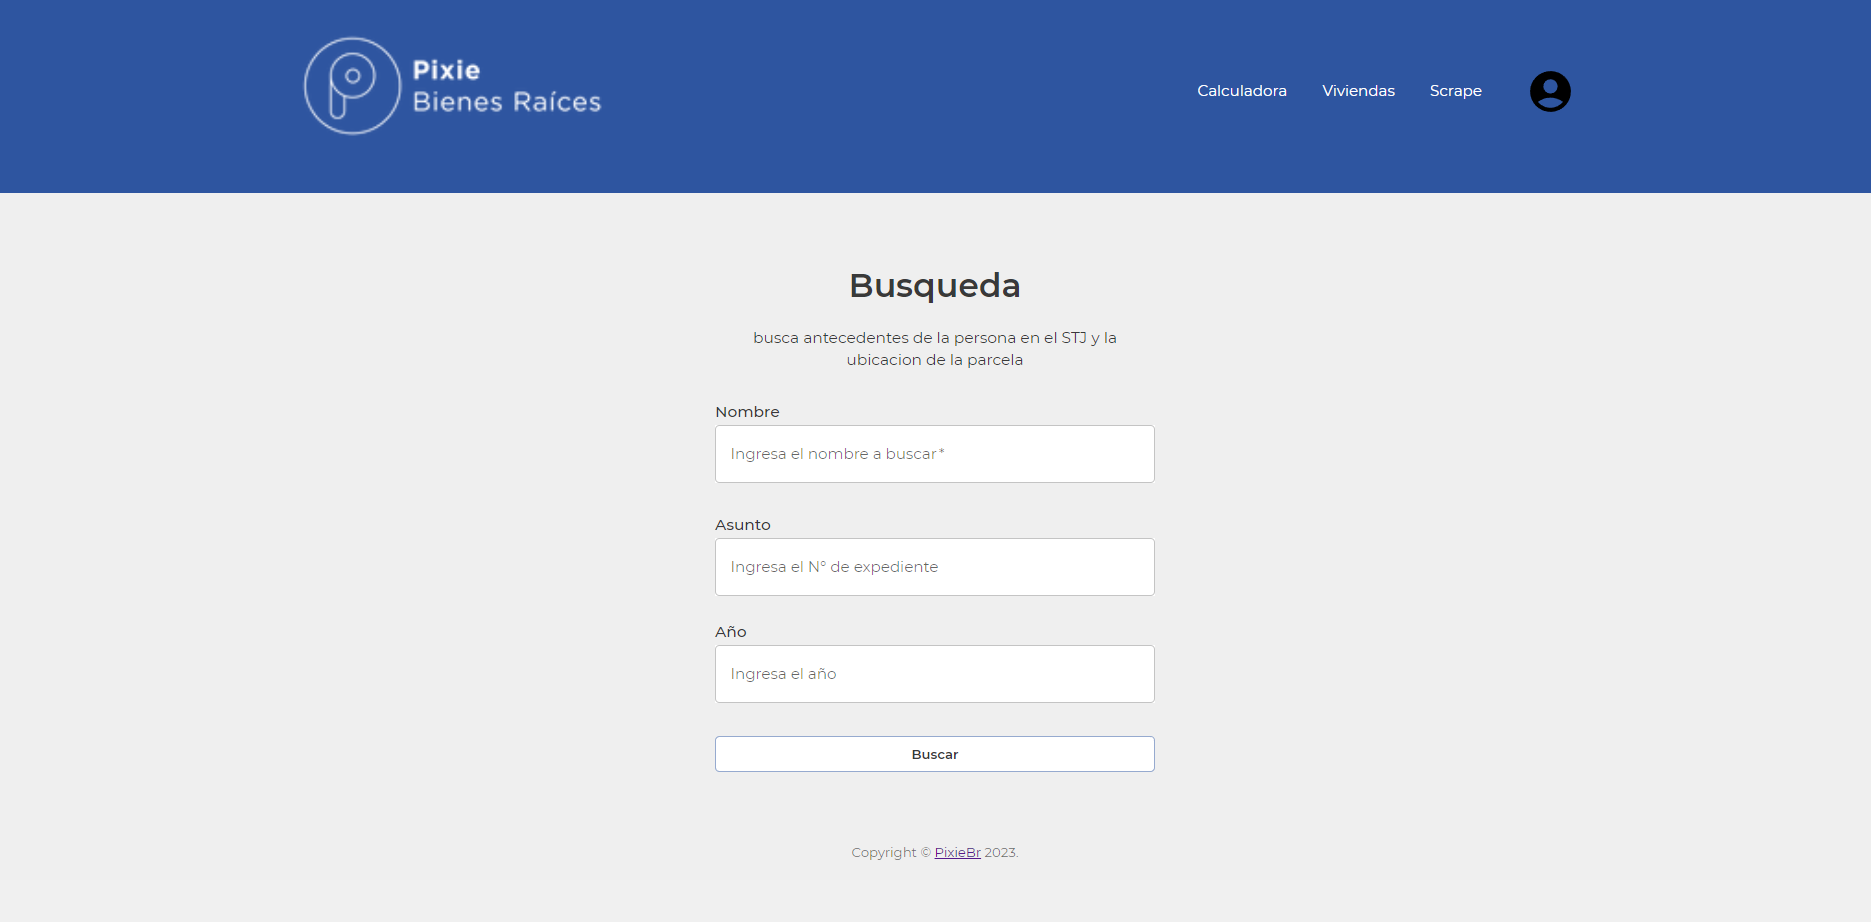 Pixie
Bienes Raíces
Calculadora Viviendas Scrape
Busqueda
busca antecedentes de la persona en el STJ y la
ubicacion de la parcela
Nombre
Ingresa el nombre a buscar*
Asunto
Ingresa el N° de expediente
Año
Ingresa el año
Buscar
Copyright © PixieBr 2023.